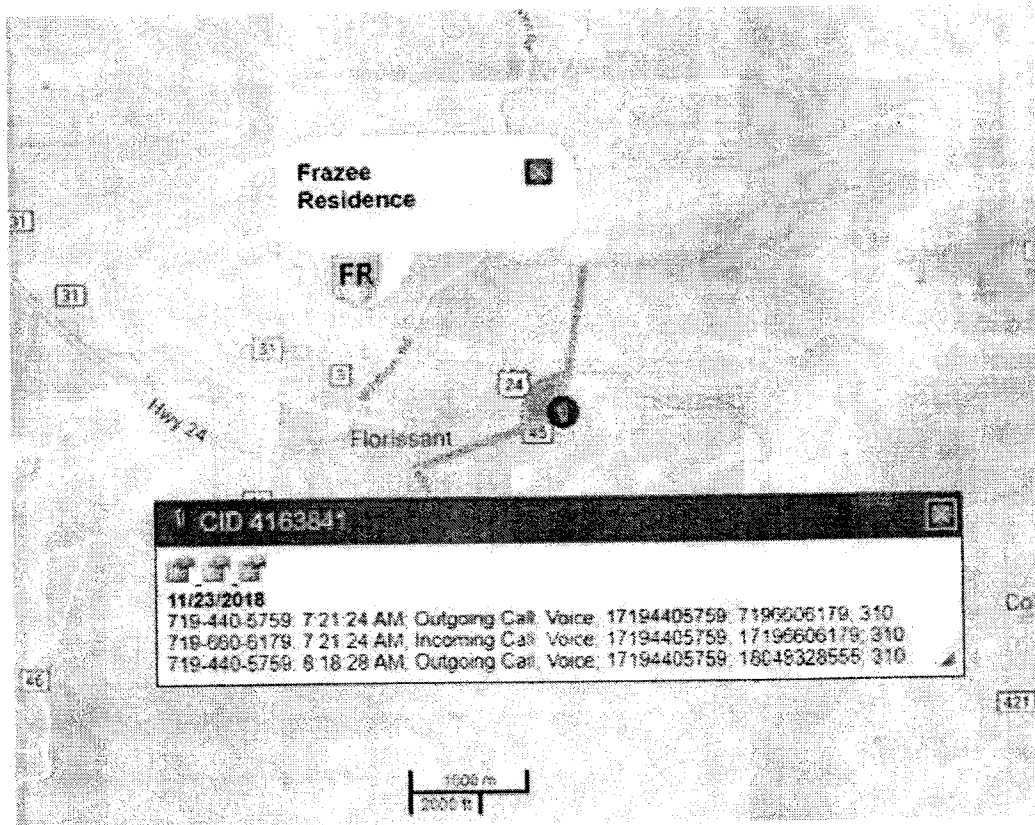 Frazee
Residence
31
FR
31
31
5
24
Hwy 24
45
Florissant
CID 4163841
11/23/2018
719-440-5759; 7:21:24 AM; Outgoing Call; Voice; 17194405759; 7196606179; 310
719-660-6179; 7:21:24 AM; Incoming Call; Voice; 17194405759; 17196606179; 310
719-440-5759; 8:18:28 AM; Outgoing Call; Voice; 17194405759; 18048328555; 310
Co
46
421
1000 m
2000 ft